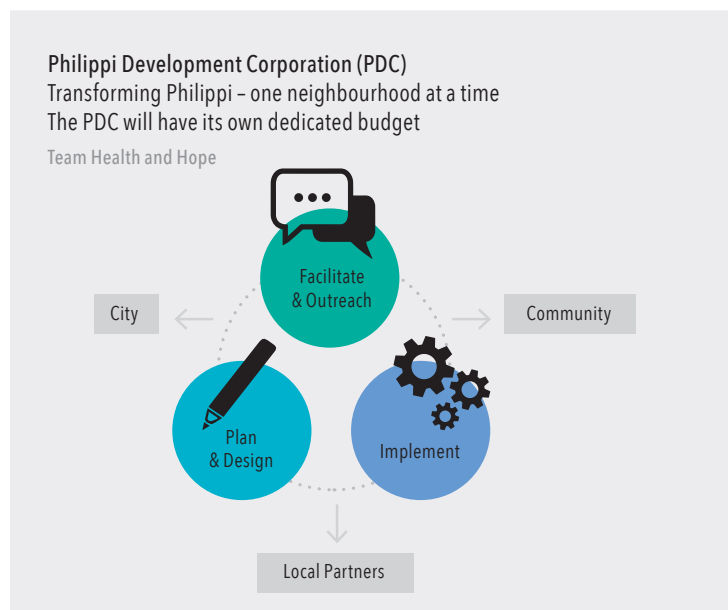 Philippi Development Corporation (PDC)
Transforming Philippi – one neighbourhood at a time
The PDC will have its own dedicated budget
Team Health and Hope
Facilitate
& Outreach
City
Community
Plan
& Design
Implement
Local Partners